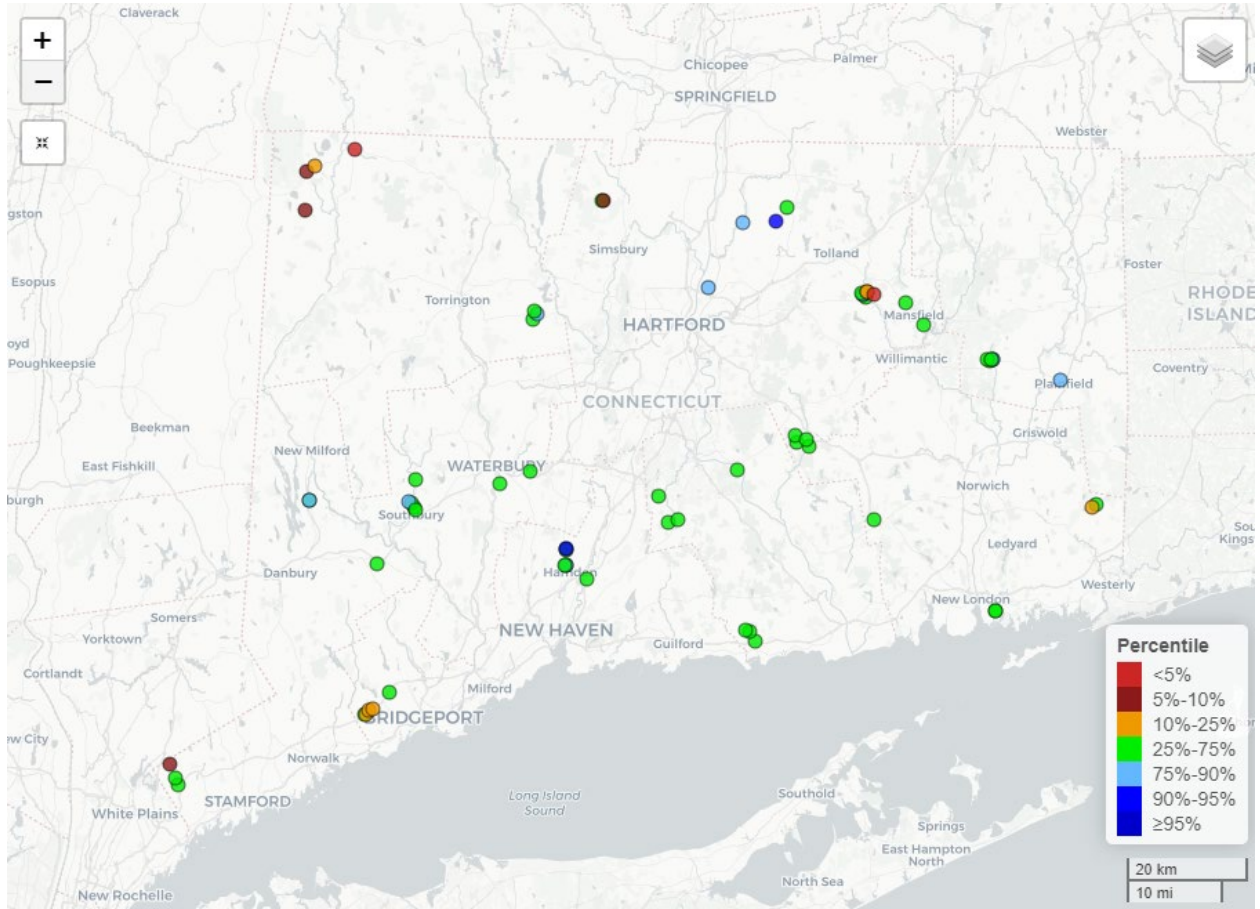 Claverack
+
−
Chicopee
Palmer
SPRINGFIELD
Webster
gston
Simsbury
Tolland
Foster
Esopus
Torrington
RHODE
ISLAND
HARTFORD
Mansfield
oyd
Poughkeepsie
Willimantic
Coventry
Plainfield
CONNECTICUT
Beekman
Griswold
New Milford
East Fishkill
WATERBURY
burgh
Norwich
Southbury
Sou
Kings
Ledyard
Danbury
Hamden
Westerly
New London
Somers
Yorktown
NEW HAVEN
Guilford
Cortlandt
Milford
BRIDGEPORT
ew City
Norwalk
White Plains
STAMFORD
Long Island
Sound
Southold
Springs
East Hampton
North
North Sea
New Rochelle
Percentile
<5%
5%-10%
10%-25%
25%-75%
75%-90%
90%-95%
≥95%
20 km
10 mi